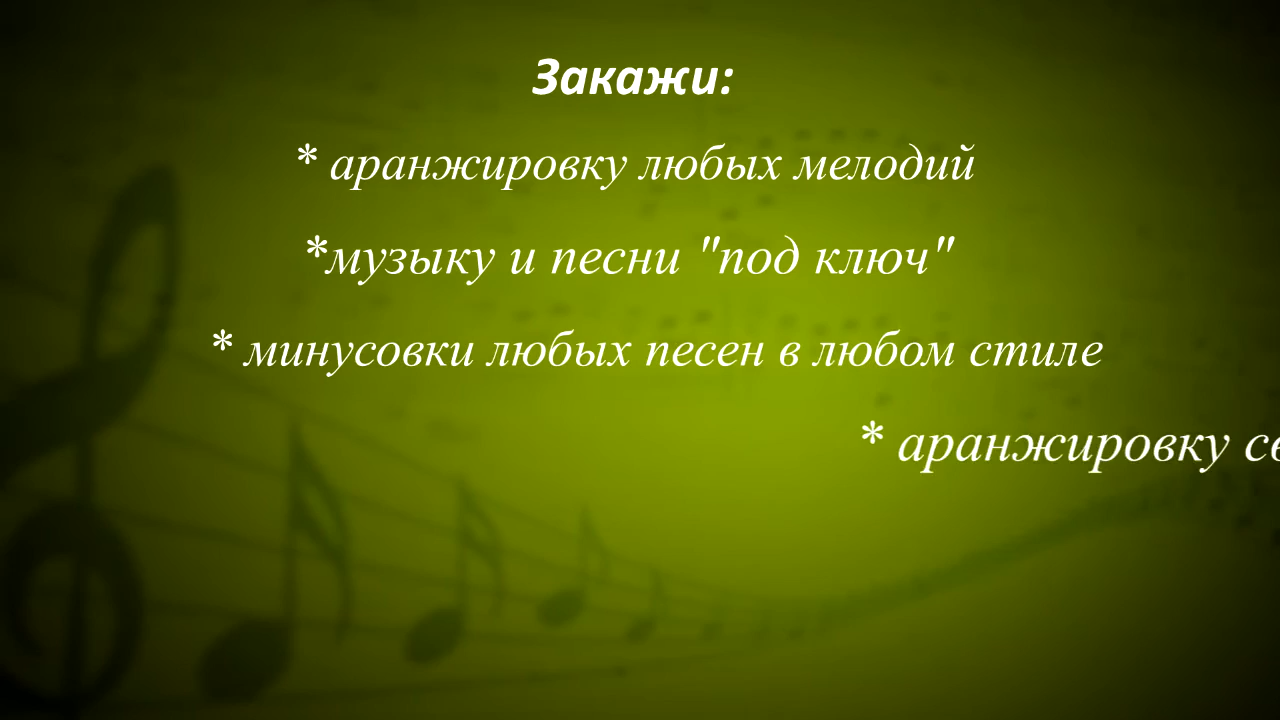 Закажи:
* аранжировку любых мелодий
*музыку и песни "под ключ"
* минусовки любых песен в любом стиле
* аранжировку